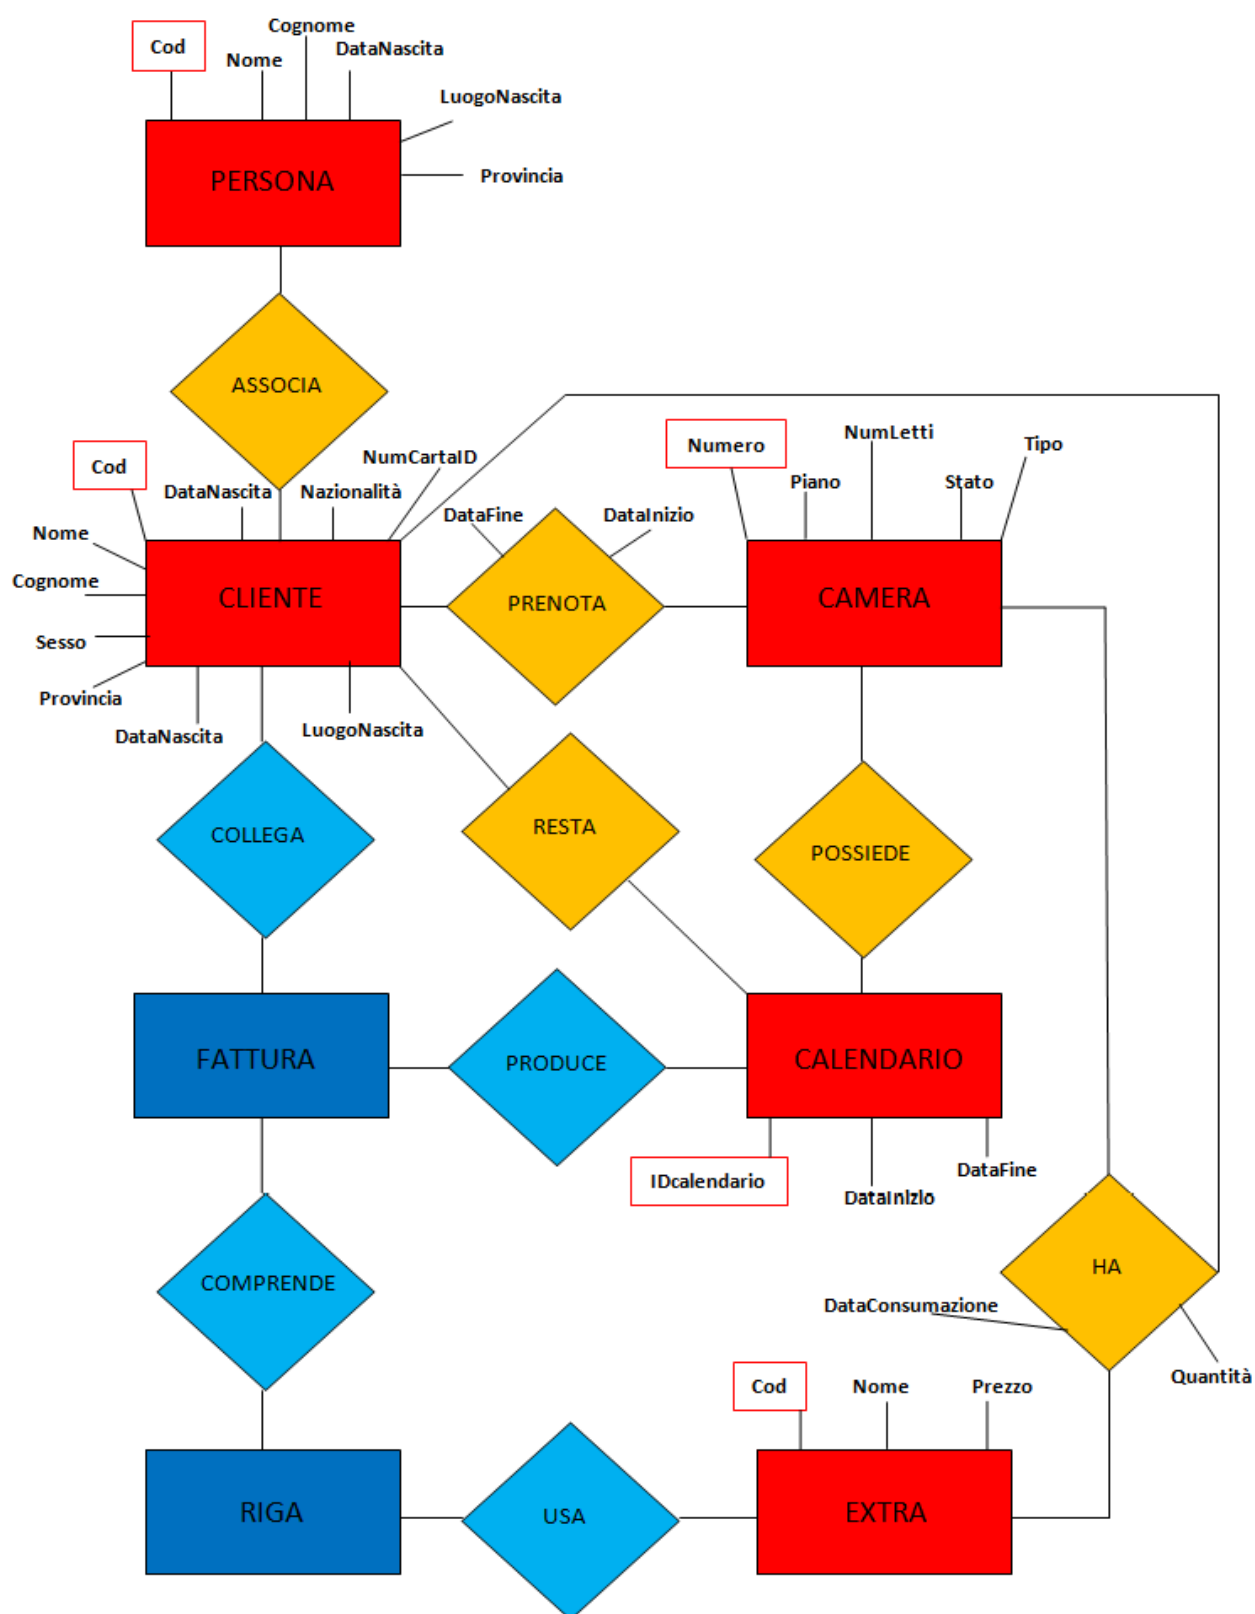 Cognome
Cod
DataNascita
Nome
LuogoNascita
Provincia
PERSONA
ASSOCIA
NumLetti
Numero
Tipo
NumCartaID
Cod
Piano
Stato
DataNascita
Nazionalità
DataFine
DataInizio
Nome
Cognome
CLIENTE
PRENOTA
CAMERA
Sesso
Provincia
DataNascita
LuogoNascita
COLLEGA
RESTA
POSSIEDE
FATTURA
PRODUCE
CALENDARIO
IDcalendario
DataInizio
DataFine
COMPRENDE
HA
DataConsumazione
Quantità
Cod
Nome
Prezzo
RIGA
USA
EXTRA